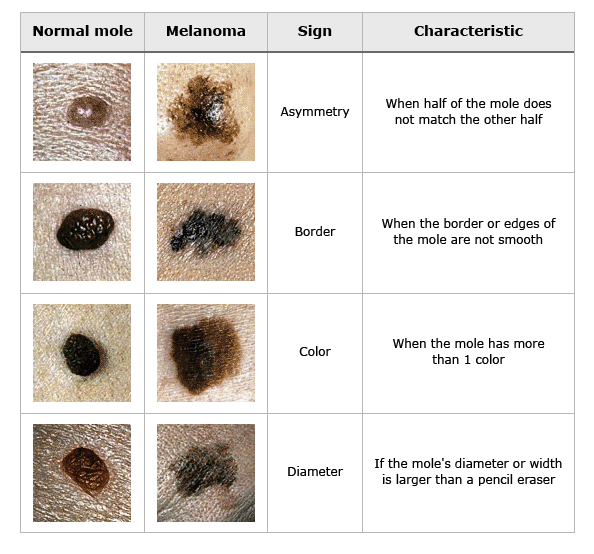 Normal mole
Melanoma
Sign
Characteristic
Asymmetry
When half of the mole does
not match the other half
Border
When the border or edges of
the mole are not smooth
Color
When the mole has more
than 1 color
Diameter
If the mole's diameter or width
is larger than a pencil eraser